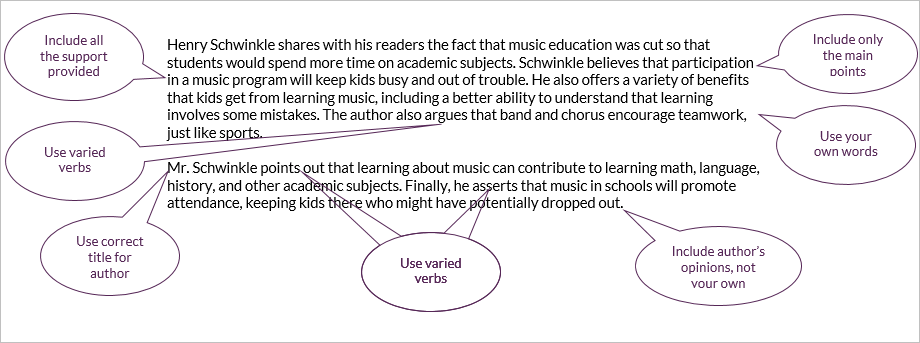 Include all
the support
provided
Henry Schwinkle shares with his readers the fact that music education was cut so that
students would spend more time on academic subjects. Schwinkle believes that participation
in a music program will keep kids busy and out of trouble. He also offers a variety of benefits
that kids get from learning music, including a better ability to understand that learning
involves some mistakes. The author also argues that band and chorus encourage teamwork,
just like sports.
Include only
the main
points
Use your
own words
Use varied
verbs
Mr. Schwinkle points out that learning about music can contribute to learning math, language,
history, and other academic subjects. Finally, he asserts that music in schools will promote
attendance, keeping kids there who might have potentially dropped out.
Use correct
title for
author
Use varied
verbs
Include author's
opinions, not
your own